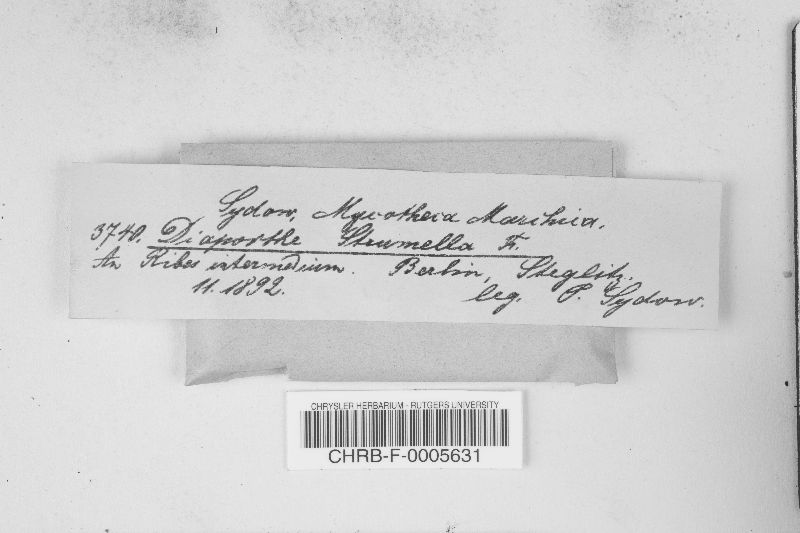 Sydow, Mycotheca Marchica.
3740. Diaporthe Strumella F.
An Ribes intermedium. Berlin, Steglitz.
11. 1892. leg. P. Sydow.
CHRYSLER HERBARIUM - RUTGERS UNIVERSITY
CHRB-F-0005631